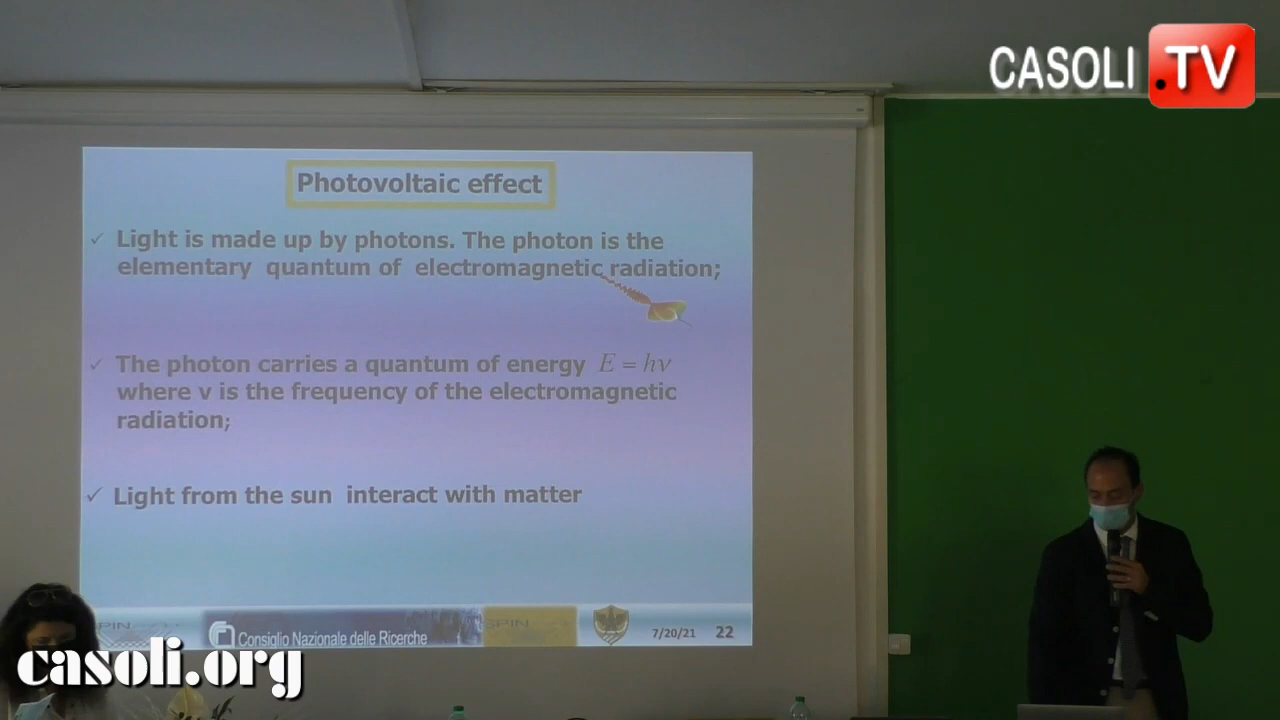 CASOLI .TV
Photovoltaic effect
Light is made up by photons. The photon is the
elementary quantum of electromagnetic radiation;
The photon carries a quantum of energy E = hν
where ν is the frequency of the electromagnetic
radiation;
Light from the sun interact with matter
SPIN
Consiglio Nazionale delle Ricerche
7/20/21 22
casoli.org